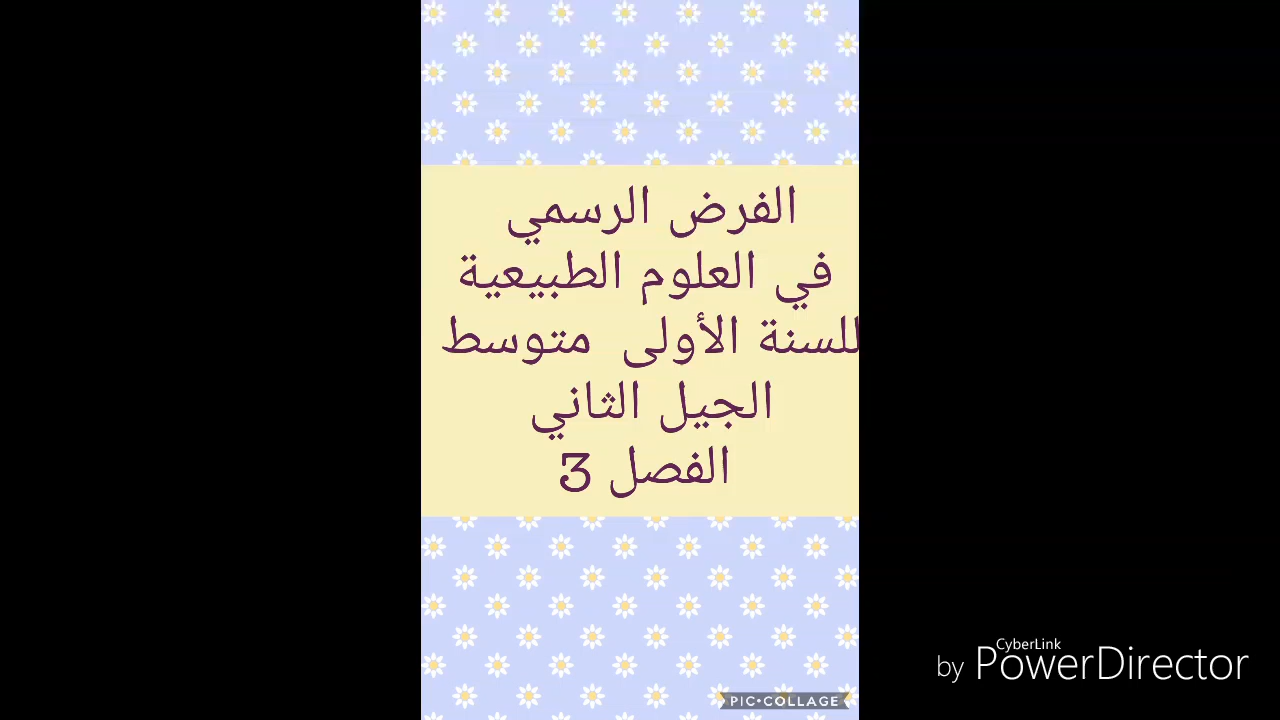 الفرض الرسمي
في العلوم الطبيعية
للسنة الأولى متوسط
الجيل الثاني
الفصل 3
CyberLink
by PowerDirector
PIC•COLLAGE